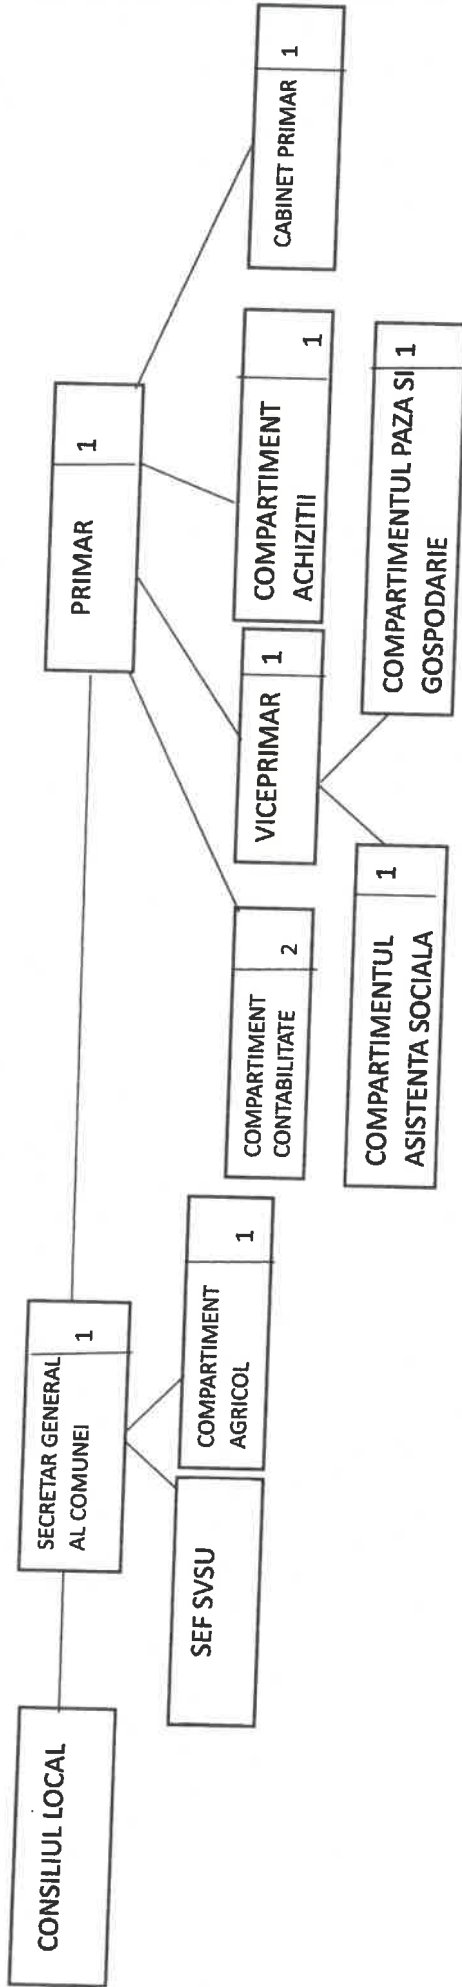 CONSILIUL LOCAL
SECRETAR GENERAL
AL COMUNEI
1
PRIMAR
1
SEF SVSU
COMPARTIMENT
AGRICOL
1
COMPARTIMENT
CONTABILITATE
2
VICEPRIMAR
1
COMPARTIMENT
ACHIZITII
1
CABINET PRIMAR
1
COMPARTIMENTUL
ASISTENTA SOCIALA
1
COMPARTIMENTUL PAZA SI
GOSPODARIE
1